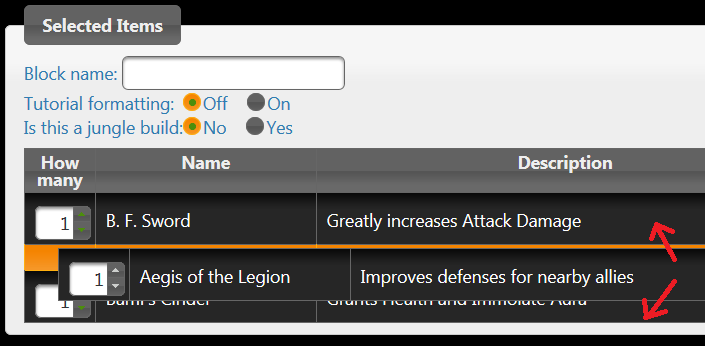 Selected Items
Block name:
Tutorial formatting: Off On
Is this a jungle build: No Yes
How many Name Description
1 B. F. Sword Greatly increases Attack Damage
1 Aegis of the Legion Improves defenses for nearby allies
1 Bami's Cinder Grants Health and Immolate Aura